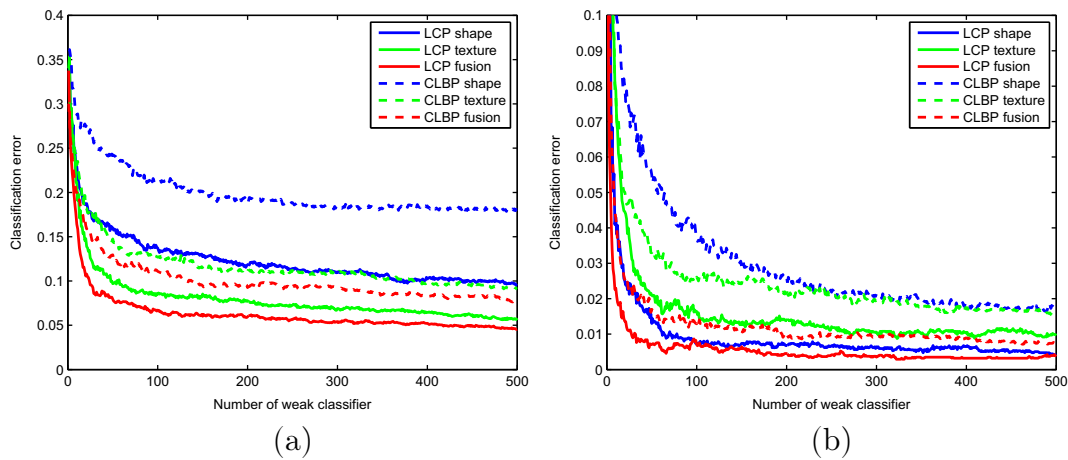 0.4
0.35
0.3
0.25
0.2
0.15
0.1
0.05
0
Classification error
0 100 200 300 400 500
Number of weak classifier
LCP shape
LCP texture
LCP fusion
CLBP shape
CLBP texture
CLBP fusion
(a)
0.1
0.09
0.08
0.07
0.06
0.05
0.04
0.03
0.02
0.01
0
Classification error
0 100 200 300 400 500
Number of weak classifier
LCP shape
LCP texture
LCP fusion
CLBP shape
CLBP texture
CLBP fusion
(b)